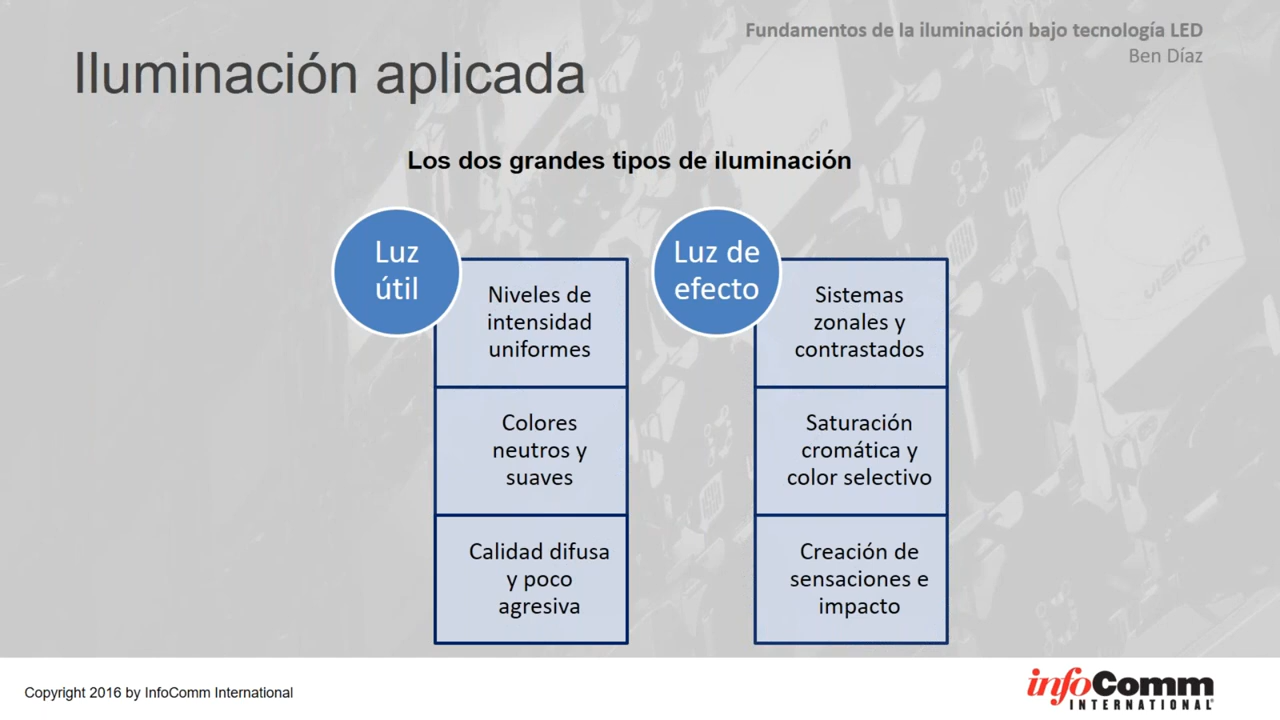 Fundamentos de la iluminación bajo tecnología LED
Ben Díaz
Iluminación aplicada
Los dos grandes tipos de iluminación
Luz
útil
Niveles de
intensidad
uniformes
Colores
neutros y
suaves
Calidad difusa
y poco
agresiva
Luz de
efecto
Sistemas
zonales y
contrastados
Saturación
cromática y
color selectivo
Creación de
sensaciones e
impacto
VISION
Copyright 2016 by InfoComm International
infoComm
INTERNATIONAL®